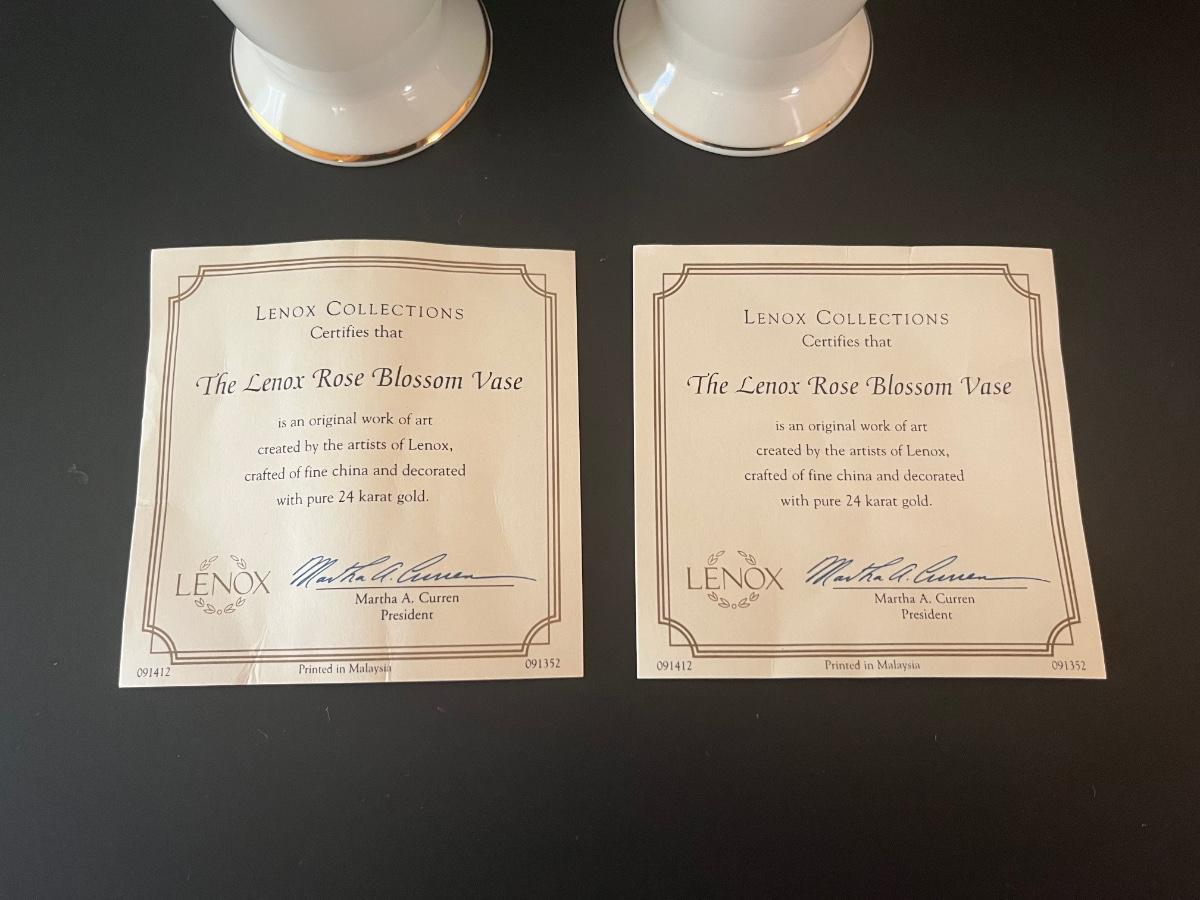 LENOX COLLECTIONS
Certifies that
The Lenox Rose Blossom Vase
is an original work of art
created by the artists of Lenox,
crafted of fine china and decorated
with pure 24 karat gold.
LENOX
Martha A. Curren
Martha A. Curren
President
091412 Printed in Malaysia 091352
LENOX COLLECTIONS
Certifies that
The Lenox Rose Blossom Vase
is an original work of art
created by the artists of Lenox,
crafted of fine china and decorated
with pure 24 karat gold.
LENOX
Martha A. Curren
Martha A. Curren
President
091412 Printed in Malaysia 091352